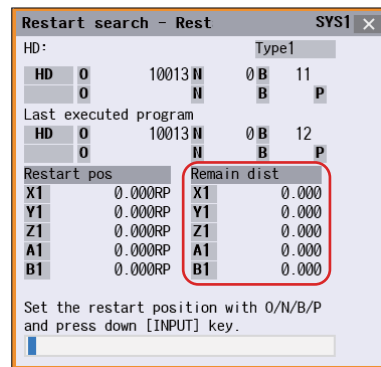 Restart search - Rest SYS1 ×
HD: Type1
HD O 10013 N 0 B 11
O N B P
Last executed program
HD O 10013 N 0 B 12
O N B P
Restart pos Remain dist
X1 0.000RP X1 0.000
Y1 0.000RP Y1 0.000
Z1 0.000RP Z1 0.000
A1 0.000RP A1 0.000
B1 0.000RP B1 0.000
Set the restart position with O/N/B/P
and press down [INPUT] key.